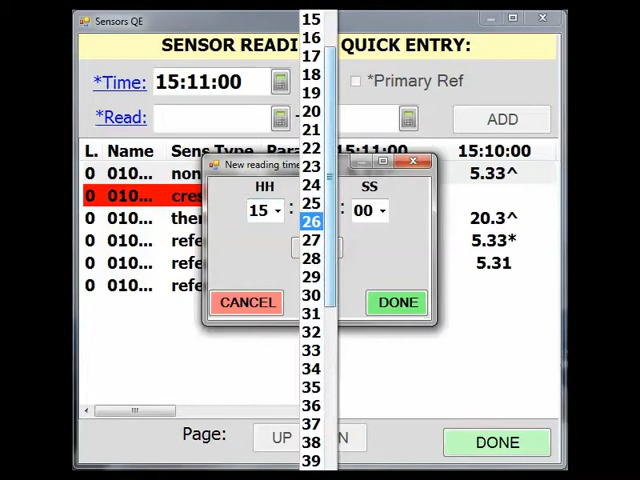 Sensors QE
SENSOR READI QUICK ENTRY:
*Time: 15:11:00 *Primary Ref
*Read: - ADD
L. Name Sens Type Para 15:11:00 15:10:00
0 010... non 5.33^
0 010... cres
0 010... the 20.3^
0 010... refe 5.33*
0 010... refe 5.31
0 010... refe
New reading time
HH SS
15 : : 00
CANCEL DONE
15
16
17
18
19
20
21
22
23
24
25
26
27
28
29
30
31
32
33
34
35
36
37
38
39
Page: UP N
DONE